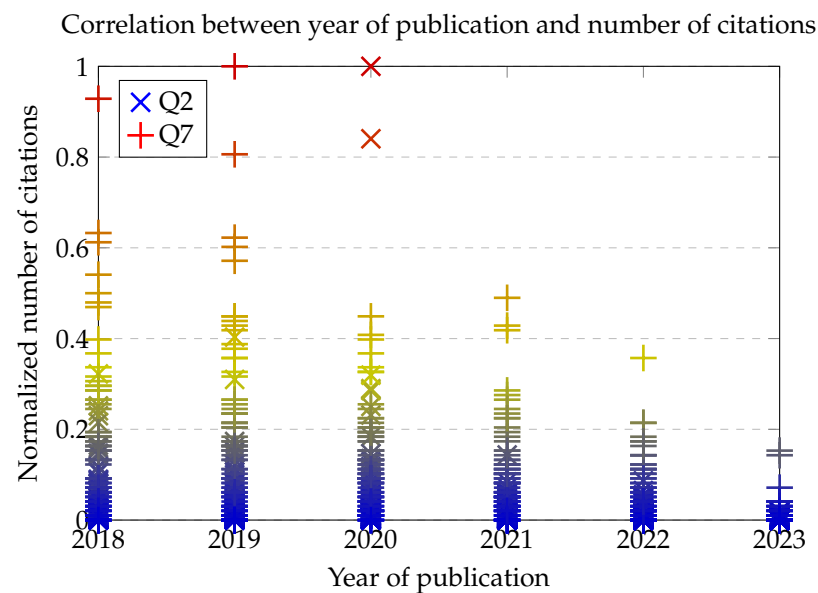 Correlation between year of publication and number of citations
Normalized number of citations
1
0.8
0.6
0.4
0.2
0
Q2
Q7
2018 2019 2020 2021 2022 2023
Year of publication